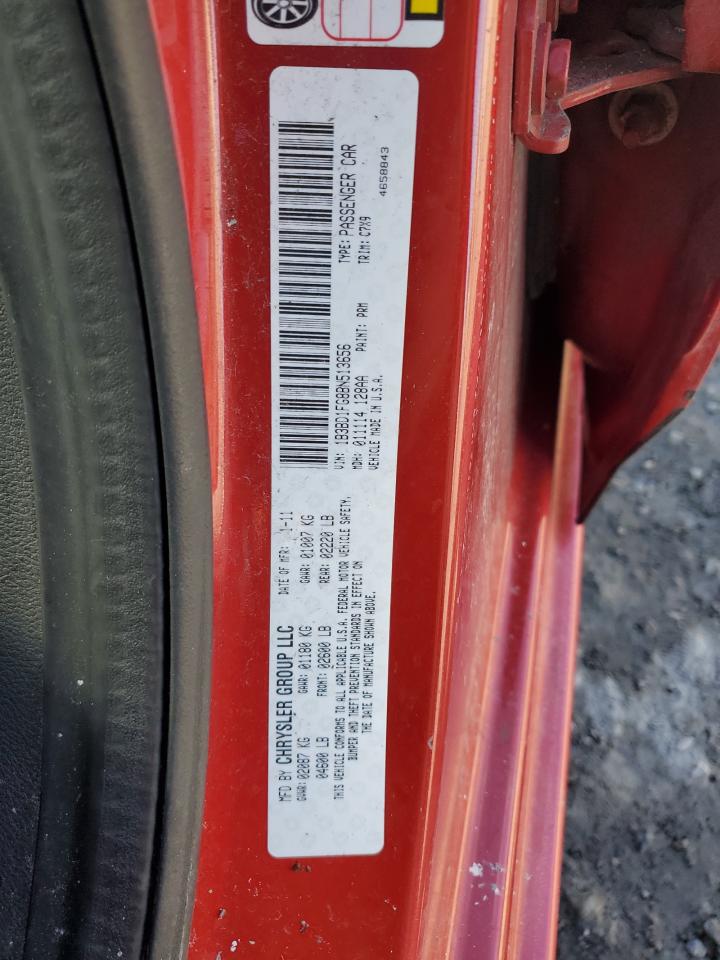 MFD BY CHRYSLER GROUP LLC DATE OF MFR: 1-11
GVWR: 02087 KG GAWR: 01180 KG GAWR: 01007 KG
04600 LB FRONT: 02600 LB REAR: 02220 LB
THIS VEHICLE CONFORMS TO ALL APPLICABLE U.S.A. FEDERAL MOTOR VEHICLE SAFETY,
BUMPER AND THEFT PREVENTION STANDARDS IN EFFECT ON
THE DATE OF MANUFACTURE SHOWN ABOVE.
VIN: 1B3BD1FG8BN513656 TYPE: PASSENGER CAR
MDH: 011114 128AA PAINT: PRM TRIM: C7X9
VEHICLE MADE IN U.S.A. 4658843